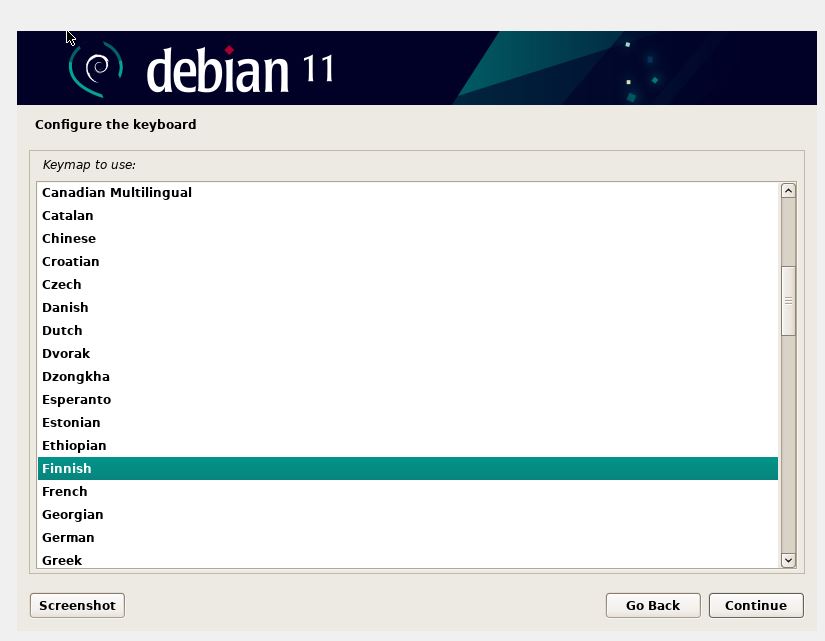 debian 11
Configure the keyboard
Keymap to use:
Canadian Multilingual
Catalan
Chinese
Croatian
Czech
Danish
Dutch
Dvorak
Dzongkha
Esperanto
Estonian
Ethiopian
Finnish
French
Georgian
German
Greek
Screenshot
Go Back
Continue